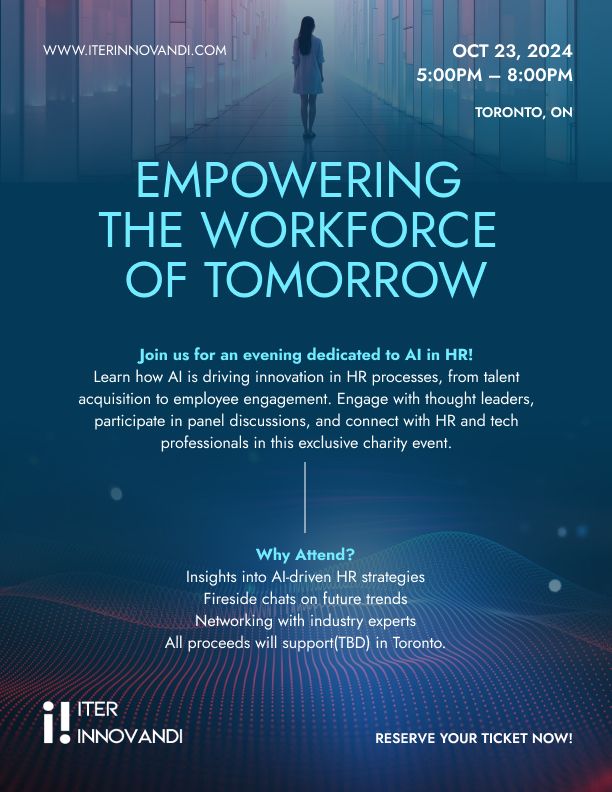 WWW.ITERINNOVANDI.COM
OCT 23, 2024
5:00PM – 8:00PM
TORONTO, ON
EMPOWERING
THE WORKFORCE
OF TOMORROW
Join us for an evening dedicated to AI in HR!
Learn how AI is driving innovation in HR processes, from talent
acquisition to employee engagement. Engage with thought leaders,
participate in panel discussions, and connect with HR and tech
professionals in this exclusive charity event.
Why Attend?
Insights into AI-driven HR strategies
Fireside chats on future trends
Networking with industry experts
All proceeds will support(TBD) in Toronto.
ITER
INNOVANDI
RESERVE YOUR TICKET NOW!